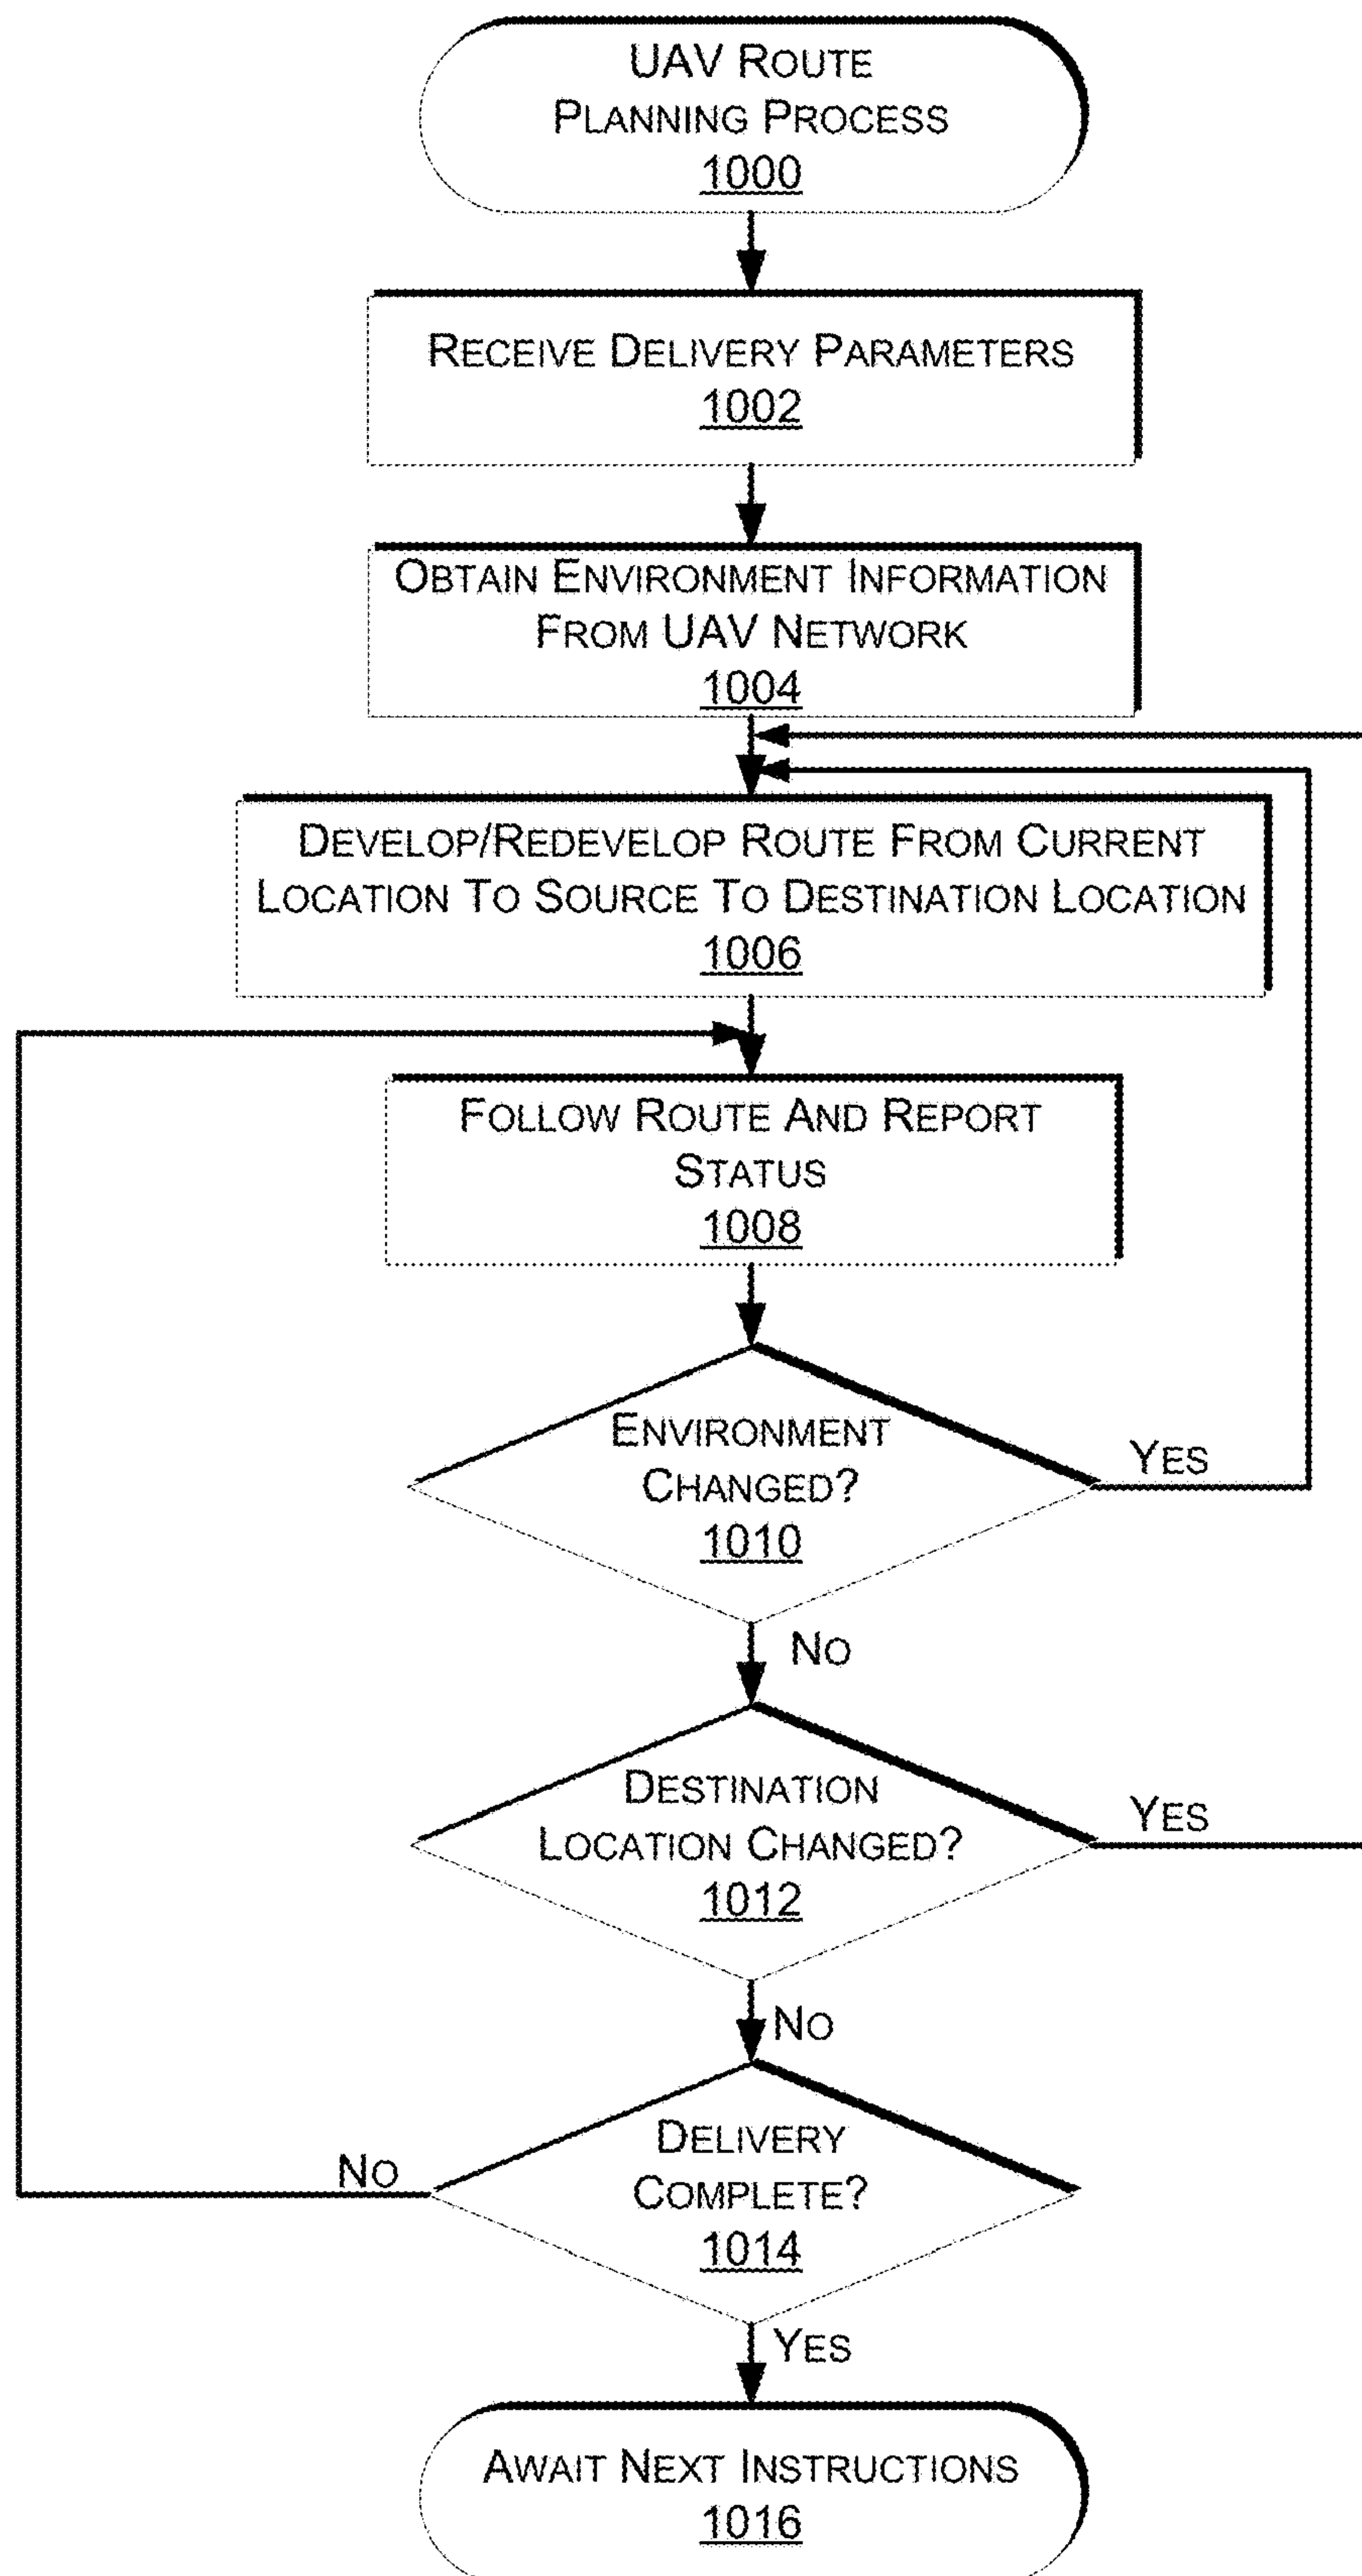 UAV ROUTE
PLANNING PROCESS
1000
RECEIVE DELIVERY PARAMETERS
1002
OBTAIN ENVIRONMENT INFORMATION
FROM UAV NETWORK
1004
DEVELOP/REDEVELOP ROUTE FROM CURRENT
LOCATION TO SOURCE TO DESTINATION LOCATION
1006
FOLLOW ROUTE AND REPORT
STATUS
1008
ENVIRONMENT
CHANGED?
1010
YES
NO
DESTINATION
LOCATION CHANGED?
1012
YES
NO
DELIVERY
COMPLETE?
1014
NO
YES
AWAIT NEXT INSTRUCTIONS
1016